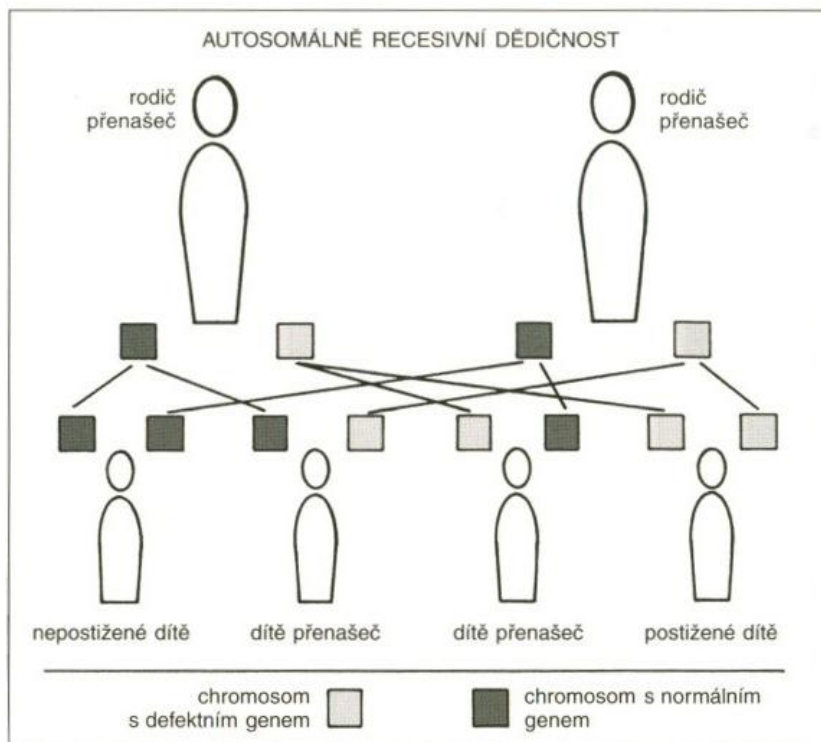 AUTOSOMÁLNĚ RECESIVNÍ DĚDIČNOST
rodič
přenašeč
rodič
přenašeč
nepostižené dítě
dítě přenašeč
dítě přenašeč
postižené dítě
chromosom
s defektním genem
chromosom s normálním
genem